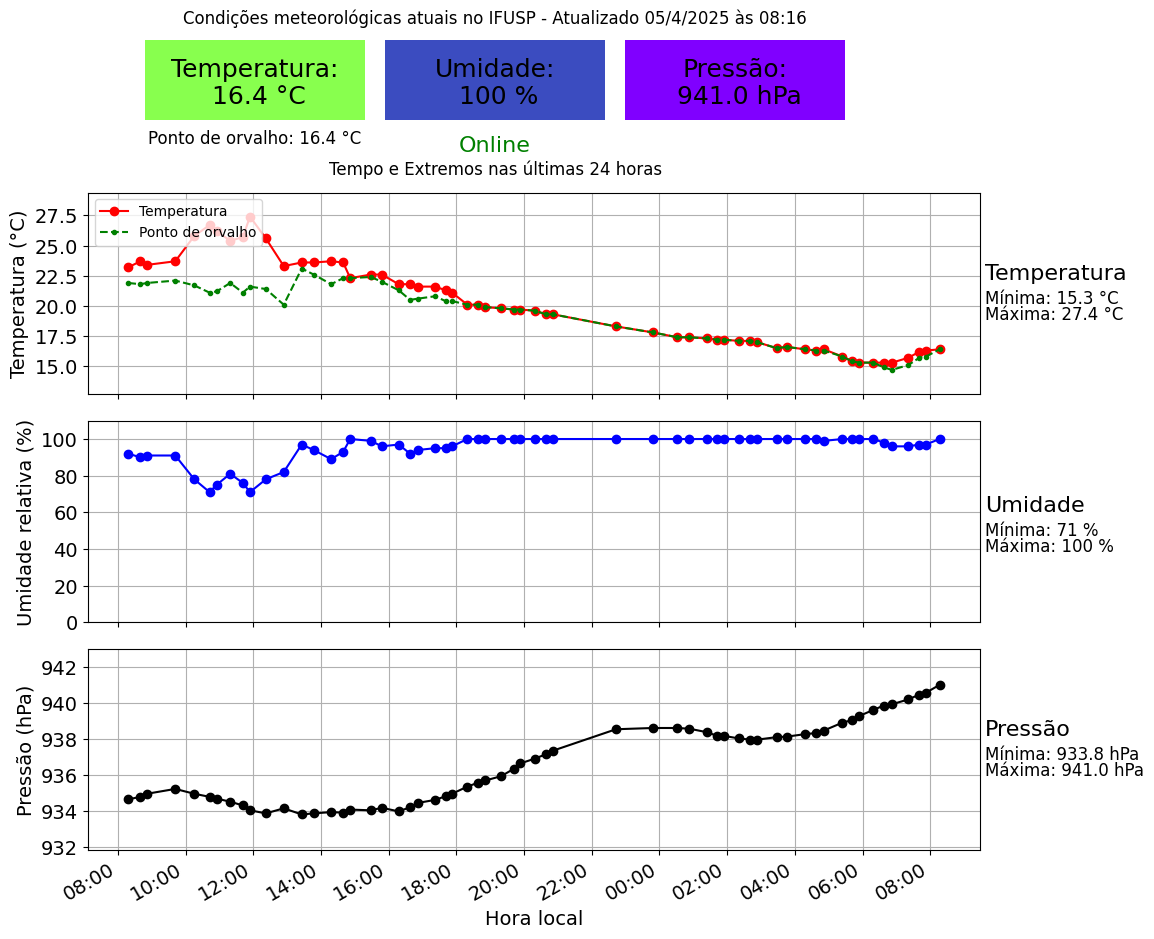 Condições meteorológicas atuais no IFUSP - Atualizado 05/4/2025 às 08:16
Temperatura:
16.4 °C
Umidade:
100 %
Pressão:
941.0 hPa
Ponto de orvalho: 16.4 °C
Online
Tempo e Extremos nas últimas 24 horas
Temperatura (°C)
27.5
25.0
22.5
20.0
17.5
15.0
Temperatura
Ponto de orvalho
Temperatura
Mínima: 15.3 °C
Máxima: 27.4 °C
Umidade relativa (%)
100
80
60
40
20
0
Umidade
Mínima: 71 %
Máxima: 100 %
Pressão (hPa)
942
940
938
936
934
932
Pressão
Mínima: 933.8 hPa
Máxima: 941.0 hPa
08:00 10:00 12:00 14:00 16:00 18:00 20:00 22:00 00:00 02:00 04:00 06:00 08:00
Hora local